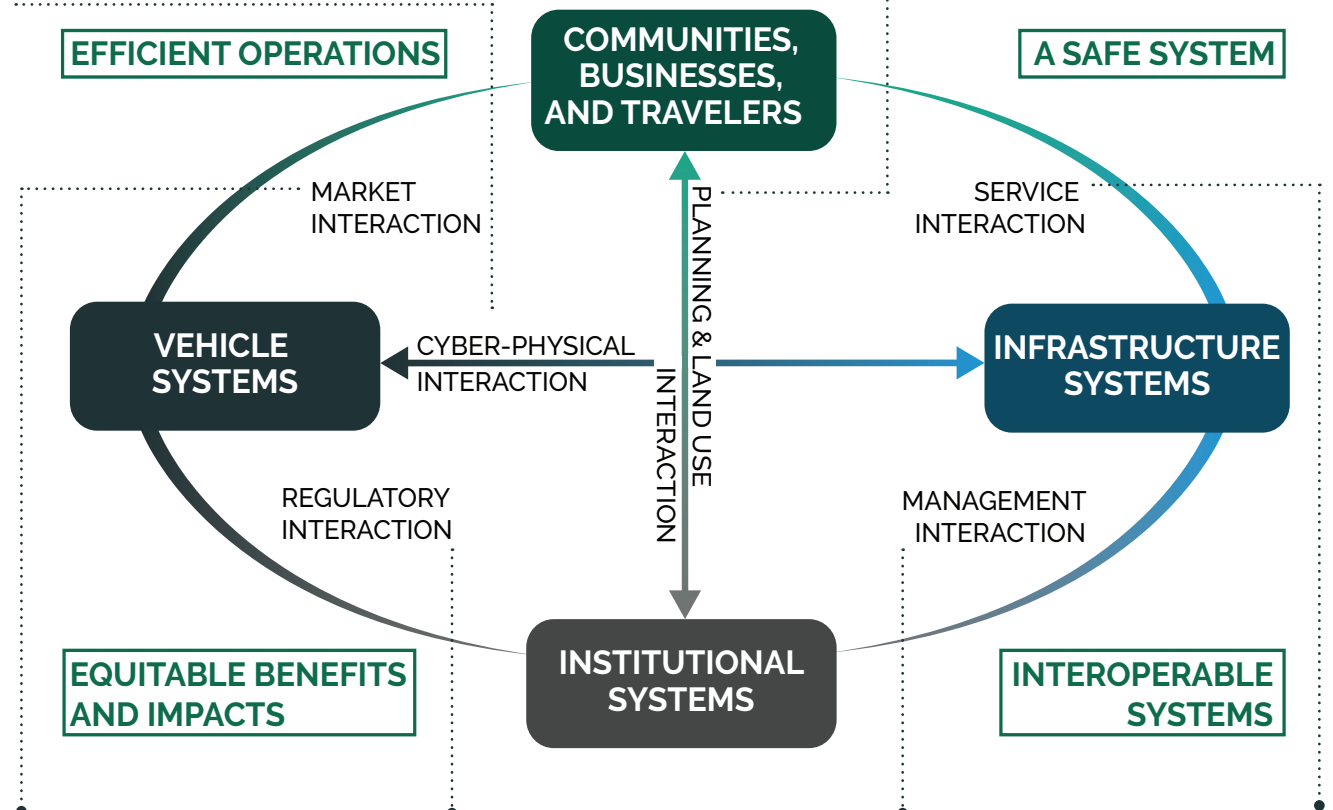 EFFICIENT OPERATIONS
COMMUNITIES,
BUSINESSES,
AND TRAVELERS
A SAFE SYSTEM
MARKET
INTERACTION
PLANNING & LAND USE
INTERACTION
SERVICE
INTERACTION
VEHICLE
SYSTEMS
CYBER-PHYSICAL
INTERACTION
INFRASTRUCTURE
SYSTEMS
REGULATORY
INTERACTION
MANAGEMENT
INTERACTION
EQUITABLE BENEFITS
AND IMPACTS
INSTITUTIONAL
SYSTEMS
INTEROPERABLE
SYSTEMS